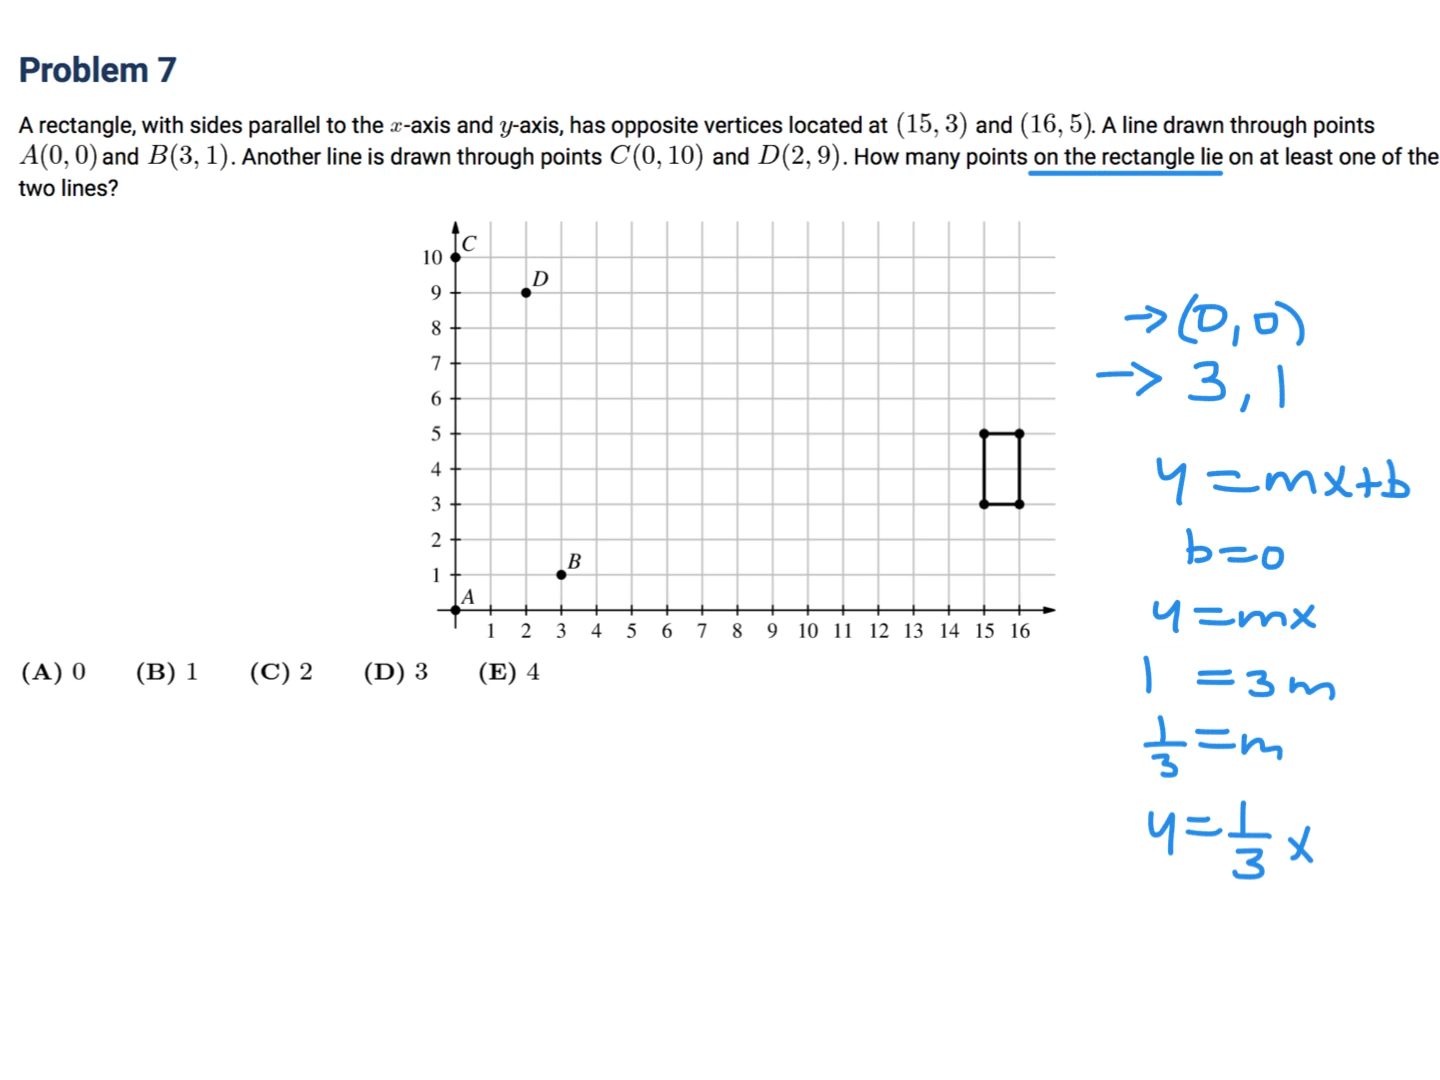 Problem 7
A rectangle, with sides parallel to the x-axis and y-axis, has opposite vertices located at (15, 3) and (16, 5). A line drawn through points
A(0, 0) and B(3, 1). Another line is drawn through points C(0, 10) and D(2, 9). How many points on the rectangle lie on at least one of the
two lines?
C
10
D
9
8
7
6
5
4
3
2
B
1
A
1 2 3 4 5 6 7 8 9 10 11 12 13 14 15 16
(A) 0 (B) 1 (C) 2 (D) 3 (E) 4
→(0,0)
→ 3,1
y=mx+b
b=0
y=mx
1 =3m
1/3=m
y=1/3 x